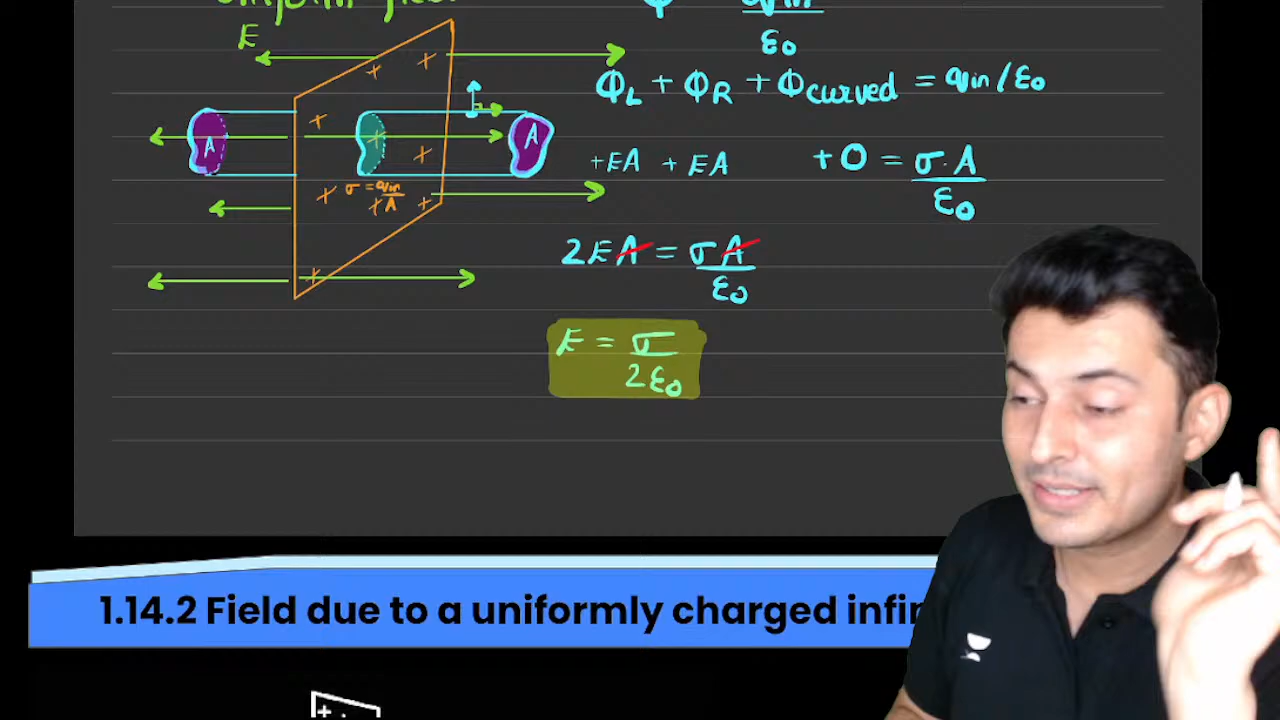 E
Φ
ε₀
Φ_L + Φ_R + Φ_curved = q_in/ε₀
+EA + EA + 0 = σ·A
ε₀
A
A
σ = q_in
A
2EA = σA
ε₀
E = σ
2ε₀
1.14.2 Field due to a uniformly charged